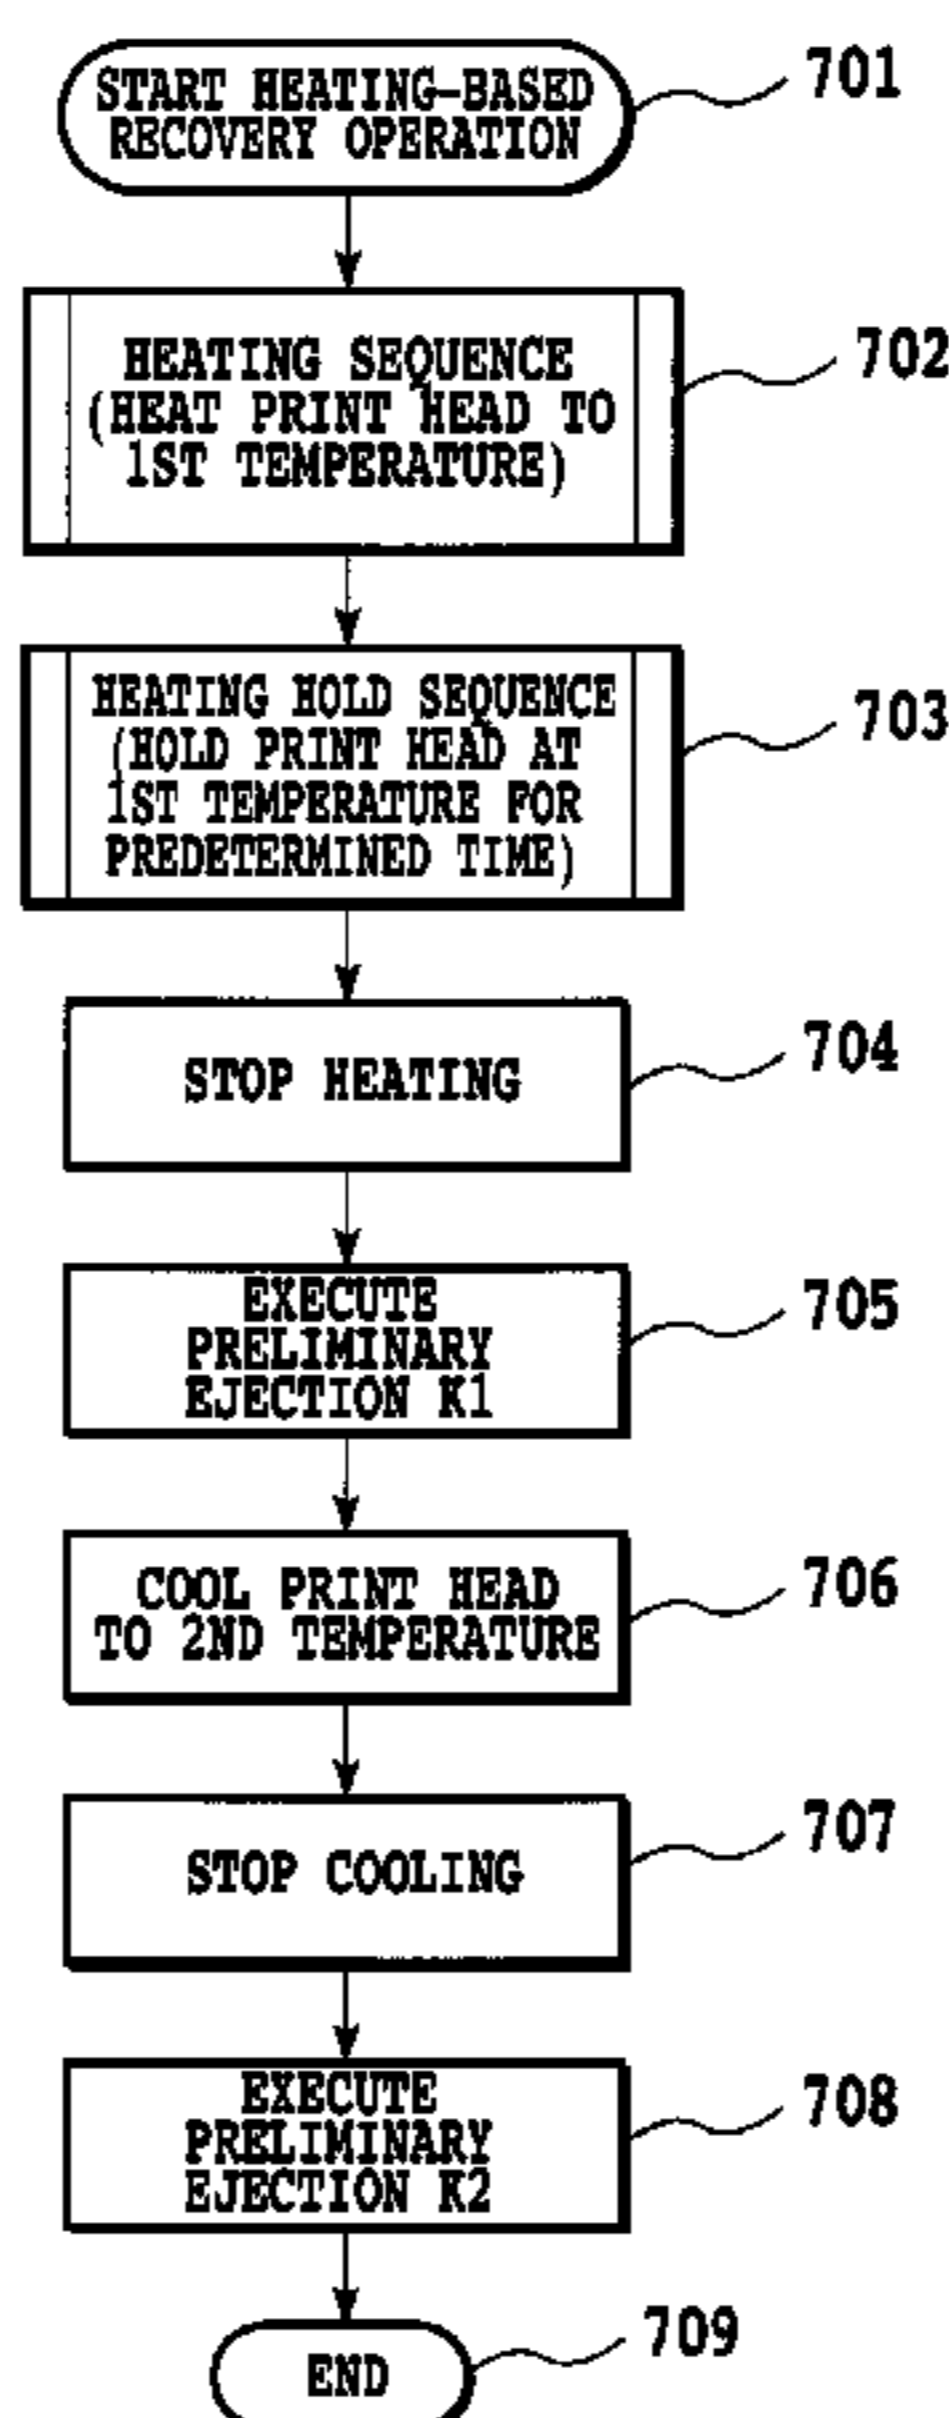 START HEATING-BASED
RECOVERY OPERATION
701
HEATING SEQUENCE
(HEAT PRINT HEAD TO
1ST TEMPERATURE)
702
HEATING HOLD SEQUENCE
(HOLD PRINT HEAD AT
1ST TEMPERATURE FOR
PREDETERMINED TIME)
703
STOP HEATING
704
EXECUTE
PRELIMINARY
EJECTION K1
705
COOL PRINT HEAD
TO 2ND TEMPERATURE
706
STOP COOLING
707
EXECUTE
PRELIMINARY
EJECTION K2
708
END
709